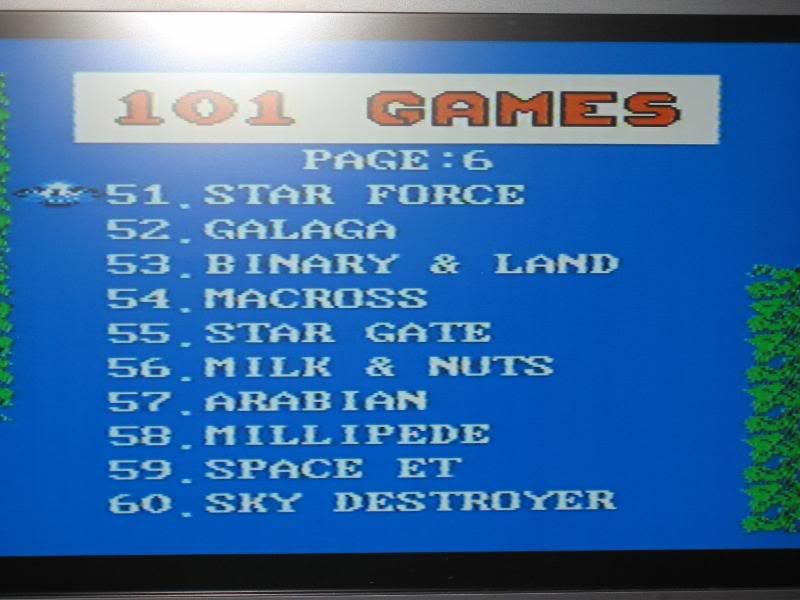 101 GAMES
PAGE:6
51.STAR FORCE
52.GALAGA
53.BINARY & LAND
54.MACROSS
55.STAR GATE
56.MILK & NUTS
57.ARABIAN
58.MILLIPEDE
59.SPACE ET
60.SKY DESTROYER